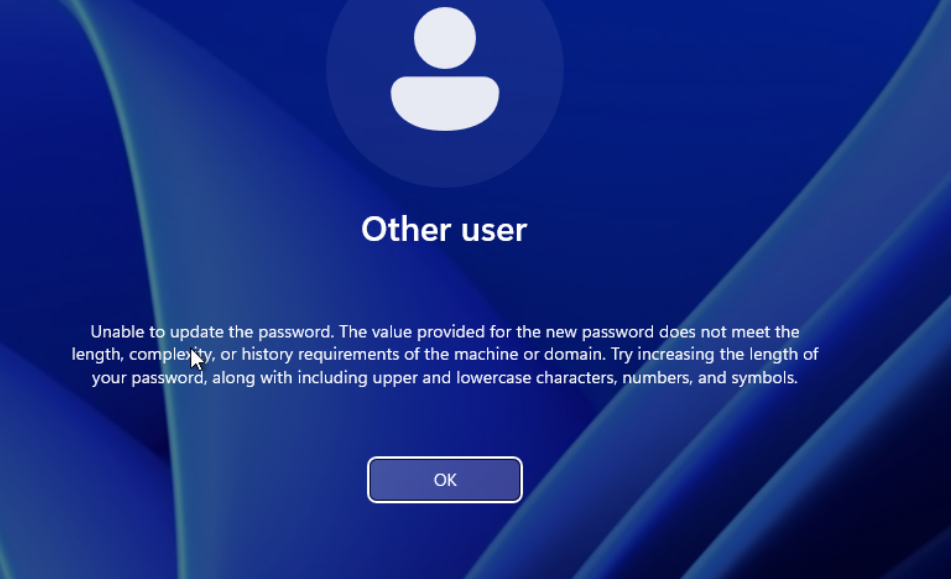 Other user
Unable to update the password. The value provided for the new password does not meet the
length, complexity, or history requirements of the machine or domain. Try increasing the length of
your password, along with including upper and lowercase characters, numbers, and symbols.
OK